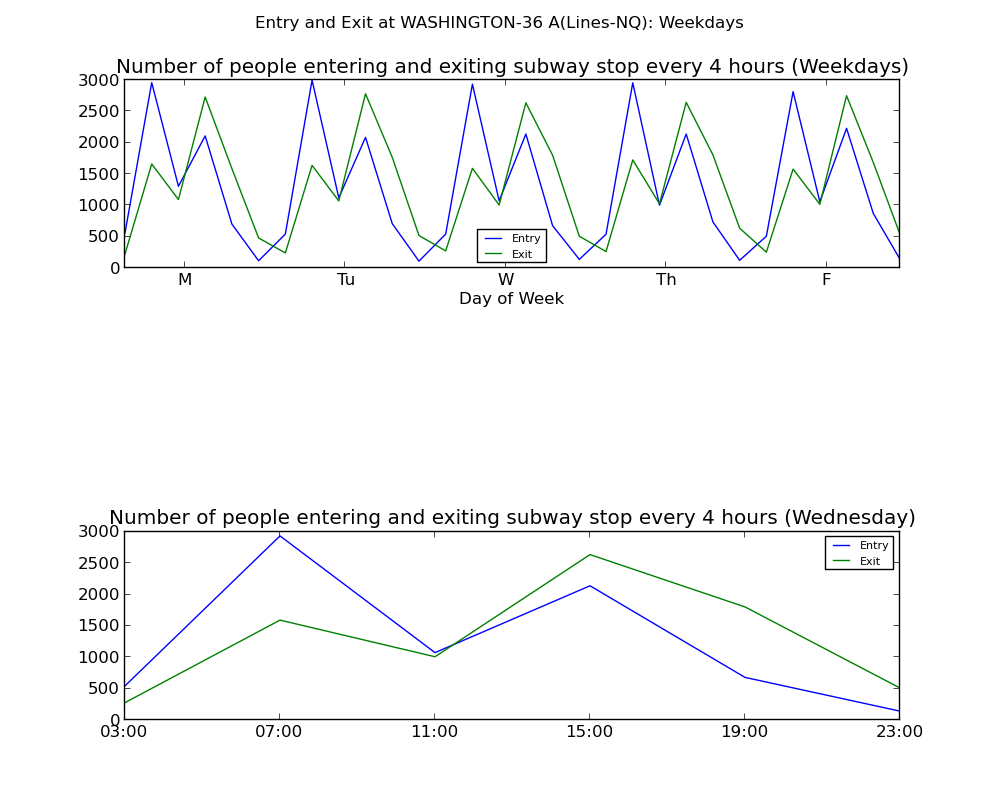 Entry and Exit at WASHINGTON-36 A(Lines-NQ): Weekdays
Number of people entering and exiting subway stop every 4 hours (Weekdays)
3000
2500
2000
1500
1000
500
0
Entry
Exit
M Tu W Th F
Day of Week
Number of people entering and exiting subway stop every 4 hours (Wednesday)
3000
2500
2000
1500
1000
500
0
Entry
Exit
03:00 07:00 11:00 15:00 19:00 23:00